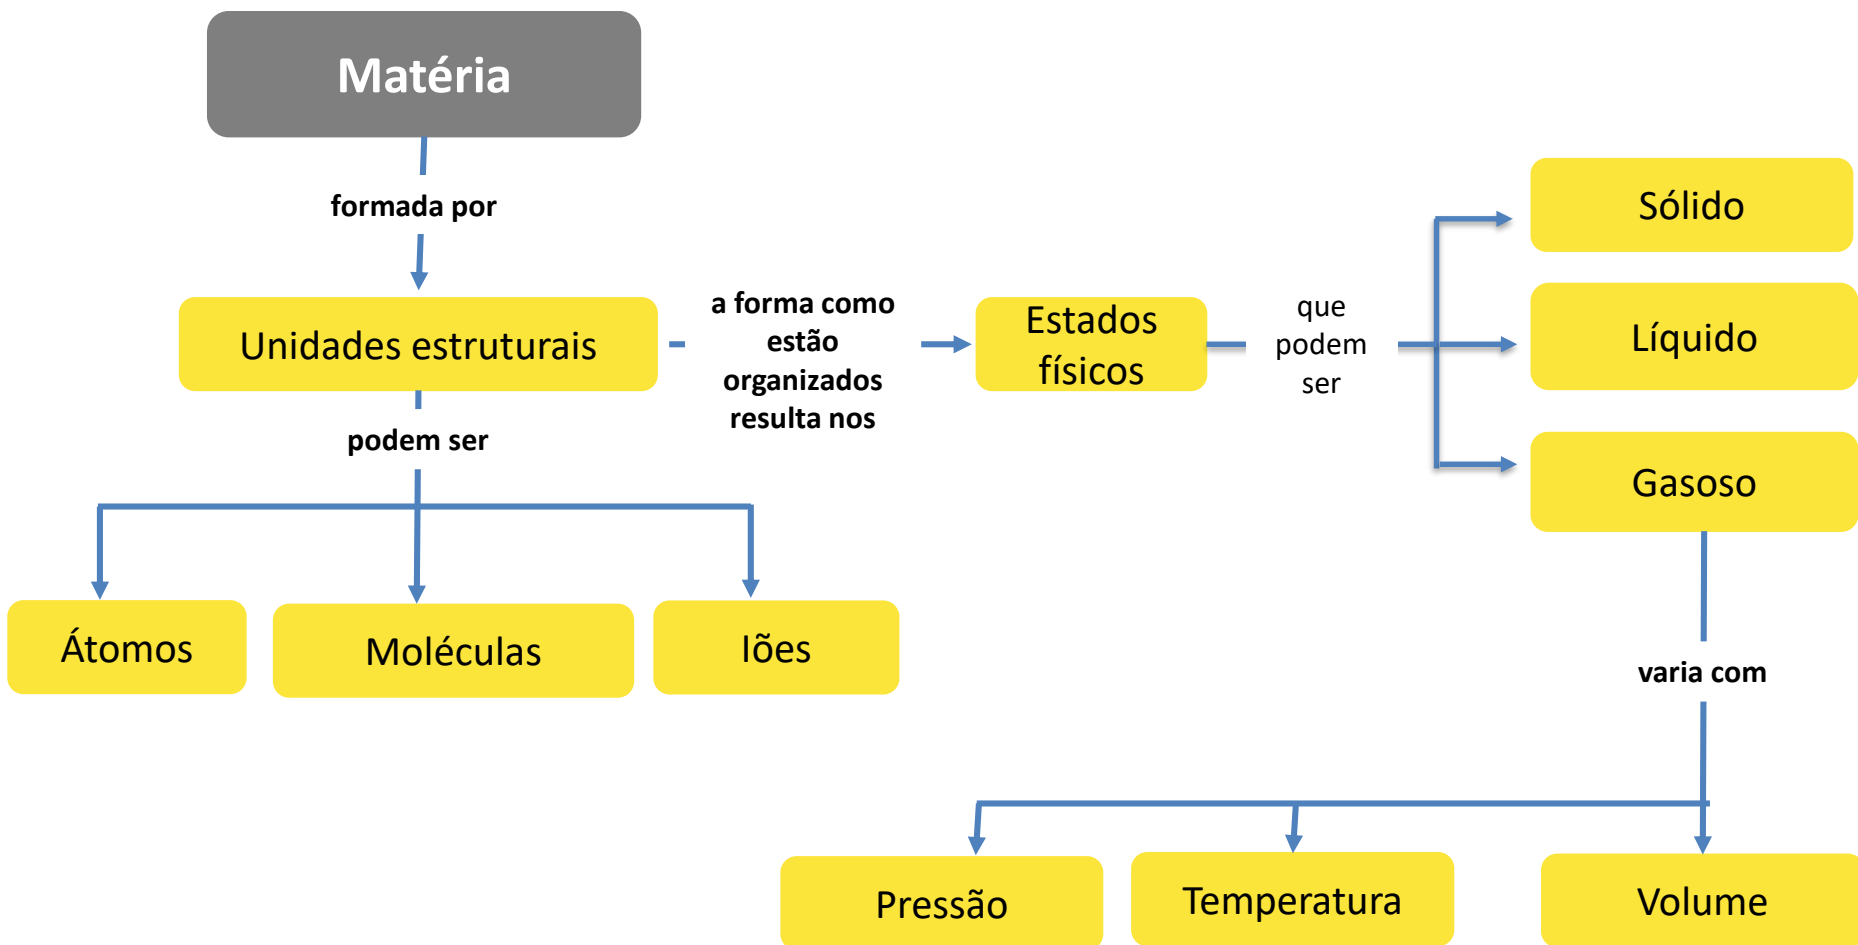 Matéria
formada por
Unidades estruturais
a forma como
estão
organizados
resulta nos
Estados
físicos
que
podem
ser
Sólido
Líquido
Gasoso
podem ser
Átomos
Moléculas
Iões
varia com
Pressão
Temperatura
Volume